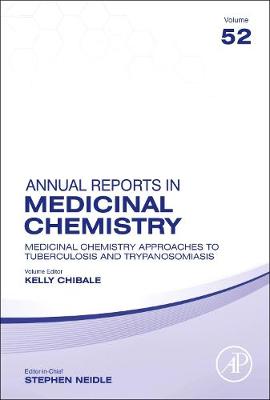 Volume
52
ANNUAL REPORTS IN
MEDICINAL
CHEMISTRY
MEDICINAL CHEMISTRY APPROACHES TO
TUBERCULOSIS AND TRYPANOSOMIASIS
Volume Editor
KELLY CHIBALE
Editor-in-Chief
STEPHEN NEIDLE
AP